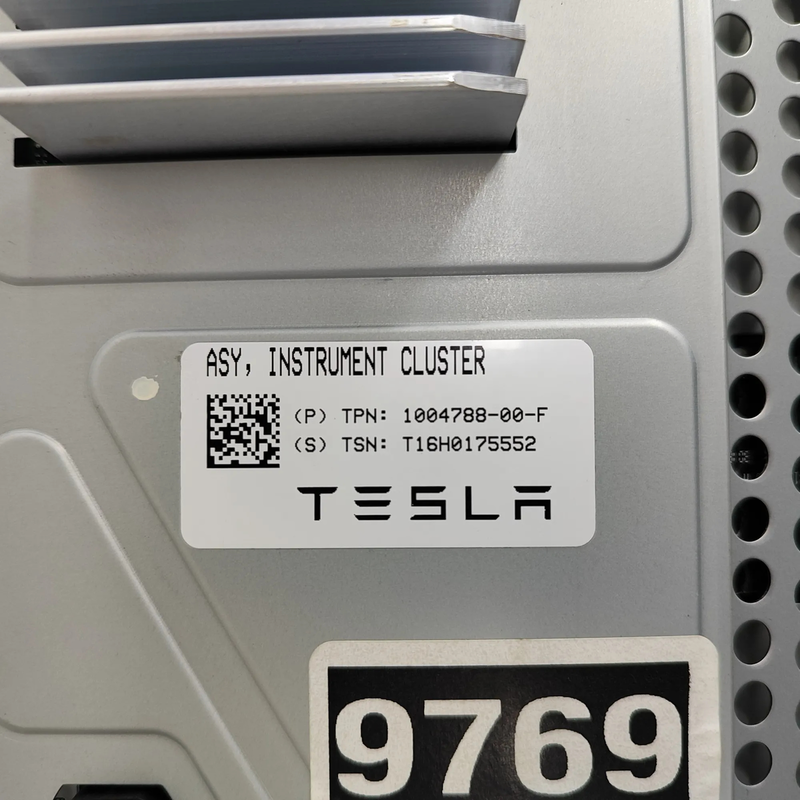 ASY, INSTRUMENT CLUSTER
(P) TPN: 1004788-00-F
(S) TSN: T16H0175552
TESLA
9769